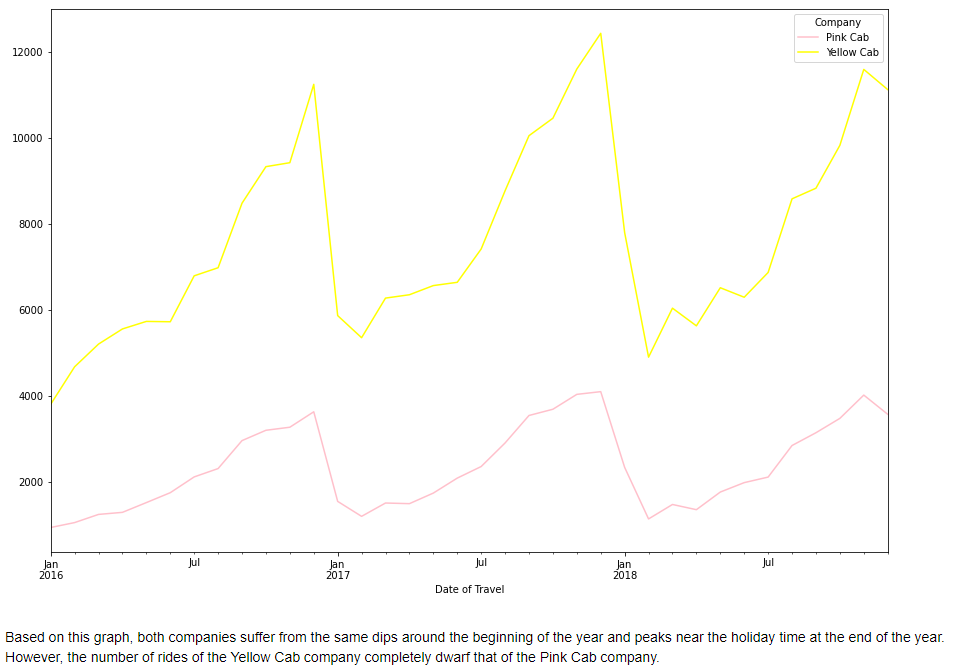 Company
Pink Cab
Yellow Cab
12000
10000
8000
6000
4000
2000
Jan Jul Jan Jul Jan Jul
2016 2017 2018
Date of Travel
Based on this graph, both companies suffer from the same dips around the beginning of the year and peaks near the holiday time at the end of the year.
However, the number of rides of the Yellow Cab company completely dwarf that of the Pink Cab company.